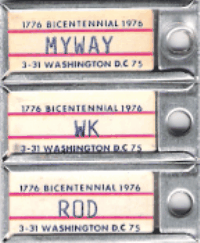 1776 BICENTENNIAL 1976
MYWAY
3-31 WASHINGTON D.C 75
1776 BICENTENNIAL 1976
WK
3-31 WASHINGTON D.C 75
1776 BICENTENNIAL 1976
ROD
3-31 WASHINGTON D.C 75